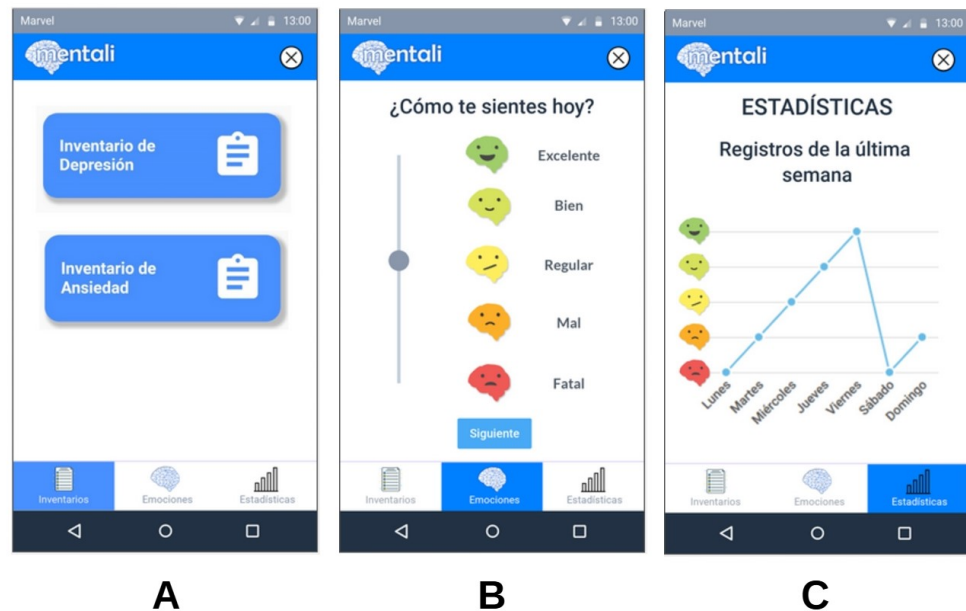 Marvel 13:00
mentali
Inventario de
Depresión
Inventario de
Ansiedad
Inventarios Emociones Estadísticas
A
Marvel 13:00
mentali
¿Cómo te sientes hoy?
Excelente
Bien
Regular
Mal
Fatal
Siguiente
Inventarios Emociones Estadísticas
B
Marvel 13:00
mentali
ESTADÍSTICAS
Registros de la última
semana
Lunes Martes Miércoles Jueves Viernes Sábado Domingo
Inventarios Emociones Estadísticas
C